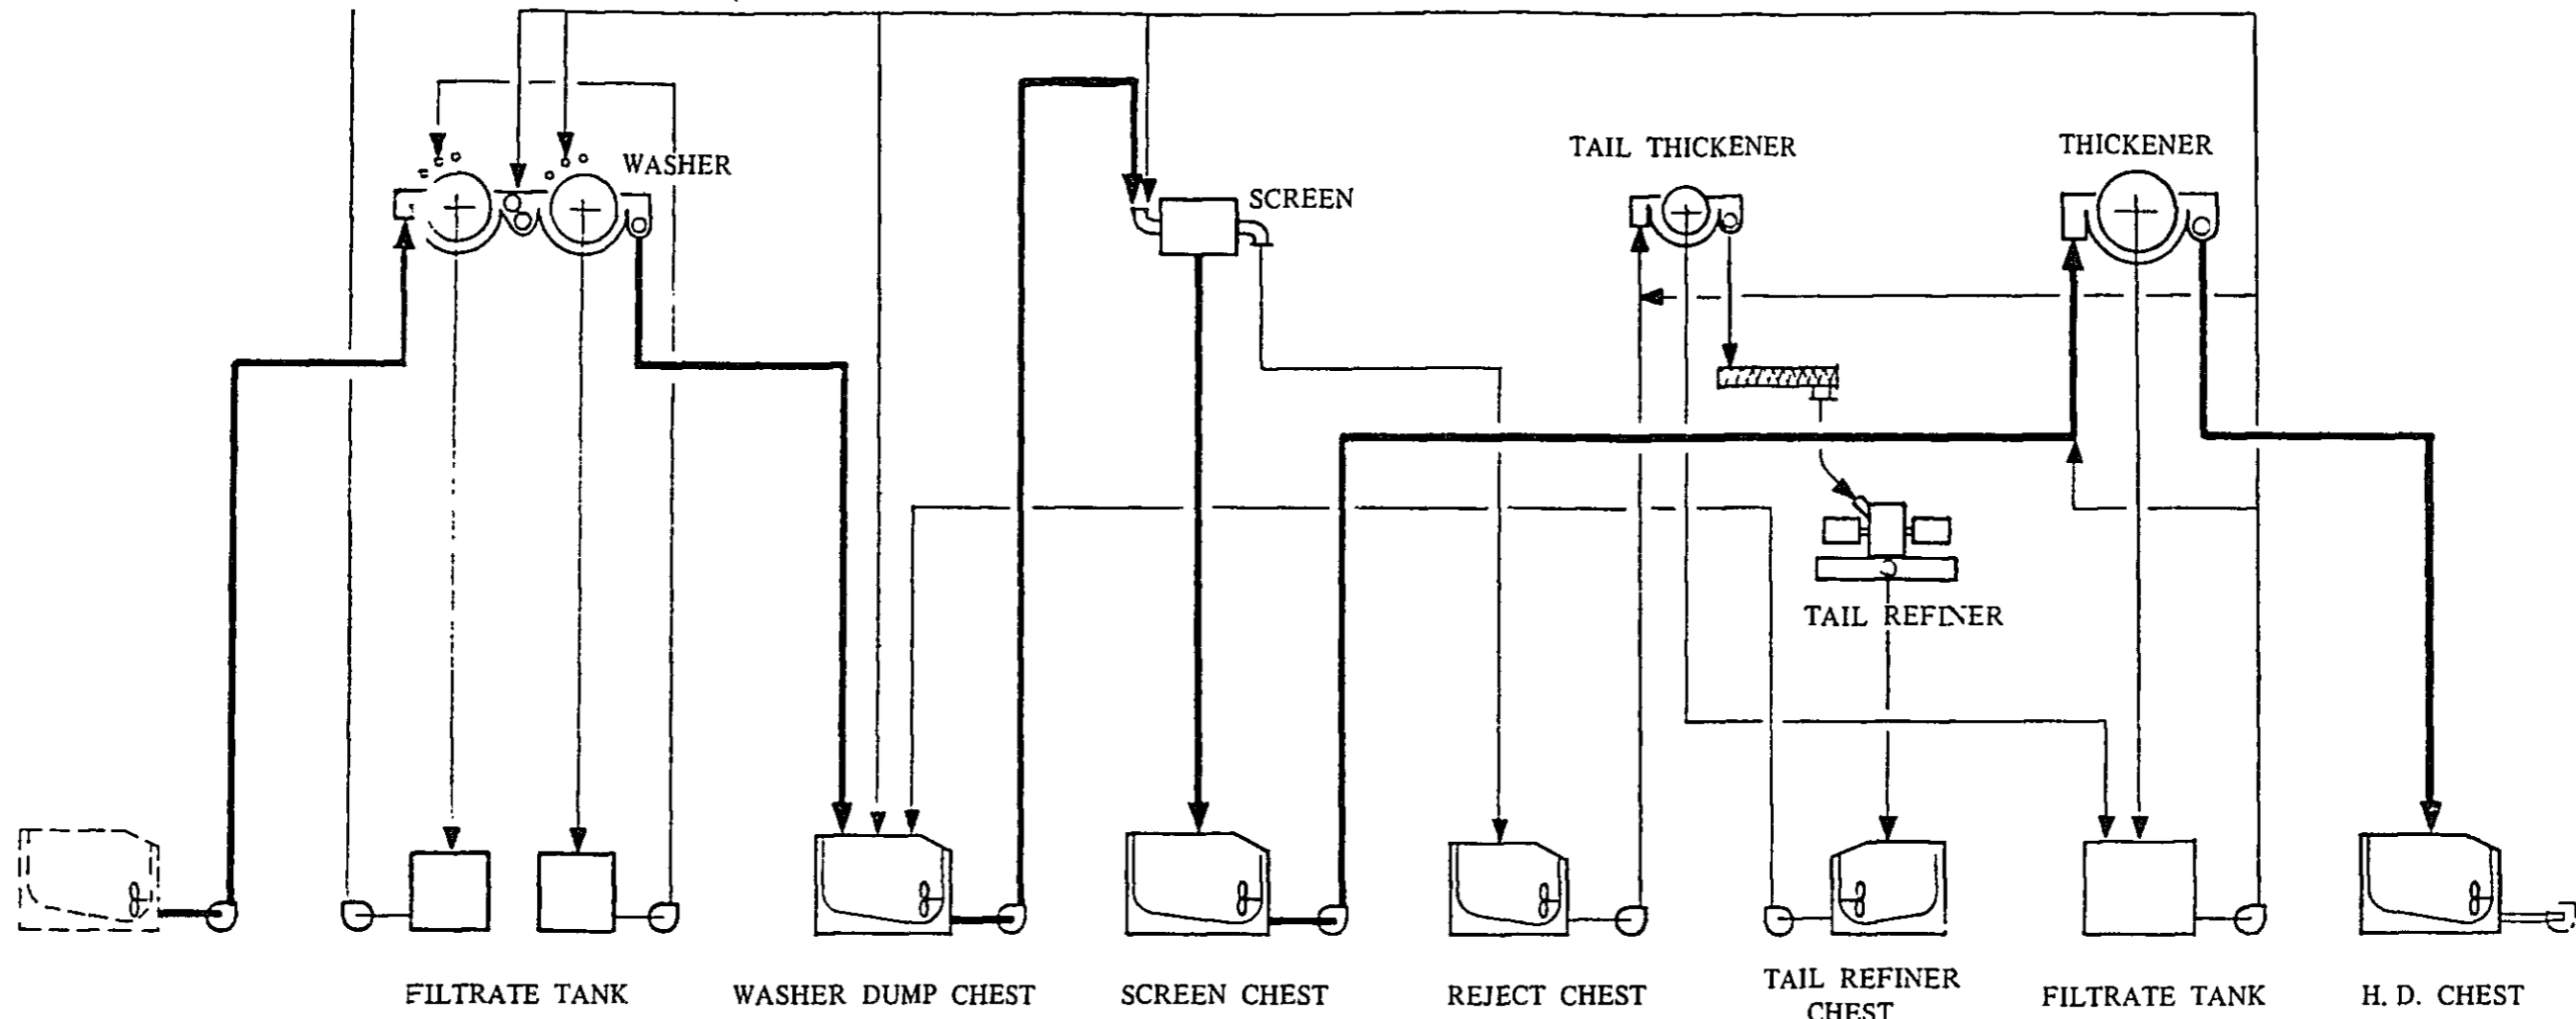 TAIL THICKENER
THICKENER
WASHER
SCREEN
TAIL REFINER
FILTRATE TANK
WASHER DUMP CHEST
SCREEN CHEST
REJECT CHEST
TAIL REFINER
CHEST
FILTRATE TANK
H. D. CHEST